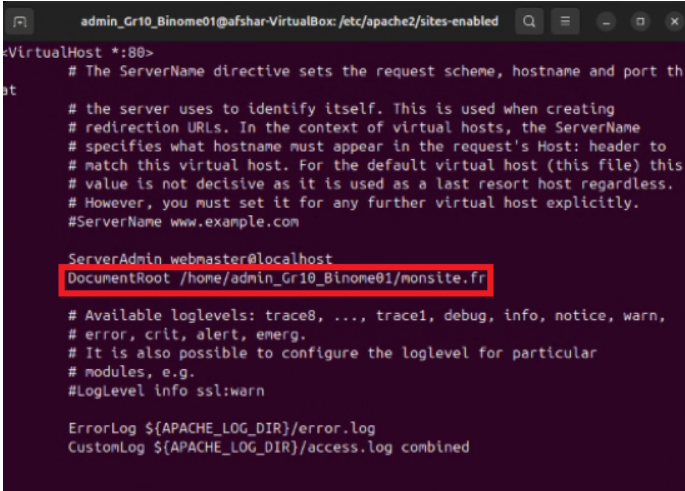 admin_Gr10_Binome01@afshar-VirtualBox: /etc/apache2/sites-enabled
<VirtualHost *:80>
# The ServerName directive sets the request scheme, hostname and port th
at
# the server uses to identify itself. This is used when creating
# redirection URLs. In the context of virtual hosts, the ServerName
# specifies what hostname must appear in the request's Host: header to
# match this virtual host. For the default virtual host (this file) this
# value is not decisive as it is used as a last resort host regardless.
# However, you must set it for any further virtual host explicitly.
#ServerName www.example.com
ServerAdmin webmaster@localhost
DocumentRoot /home/admin_Gr10_Binome01/monsite.fr
# Available loglevels: trace8, ..., trace1, debug, info, notice, warn,
# error, crit, alert, emerg.
# It is also possible to configure the loglevel for particular
# modules, e.g.
#LogLevel info ssl:warn
ErrorLog ${APACHE_LOG_DIR}/error.log
CustomLog ${APACHE_LOG_DIR}/access.log combined